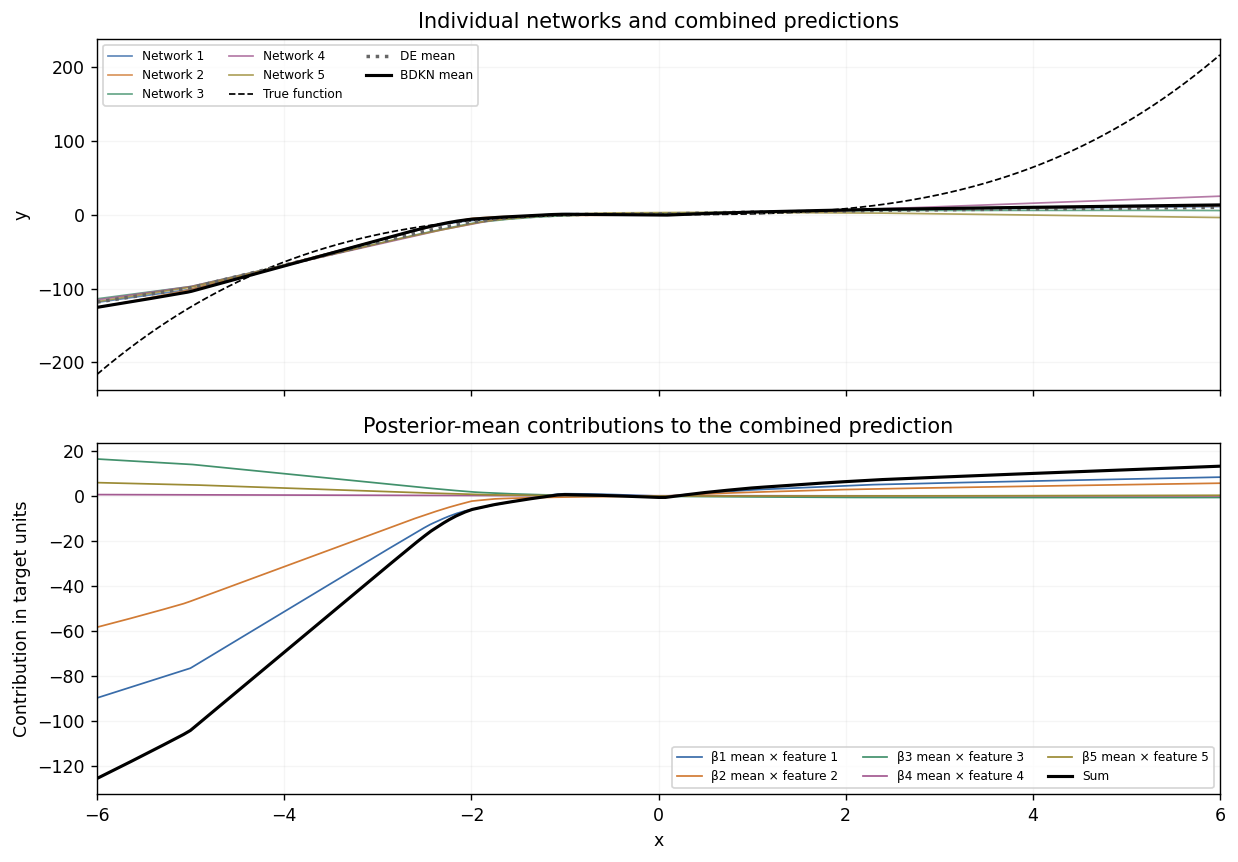 Individual networks and combined predictions
200
100
0
−100
−200
y
Network 1
Network 2
Network 3
Network 4
Network 5
True function
DE mean
BDKN mean
Posterior-mean contributions to the combined prediction
20
0
−20
−40
−60
−80
−100
−120
Contribution in target units
β1 mean × feature 1
β2 mean × feature 2
β3 mean × feature 3
β4 mean × feature 4
β5 mean × feature 5
Sum
−6
−4
−2
0
2
4
6
x